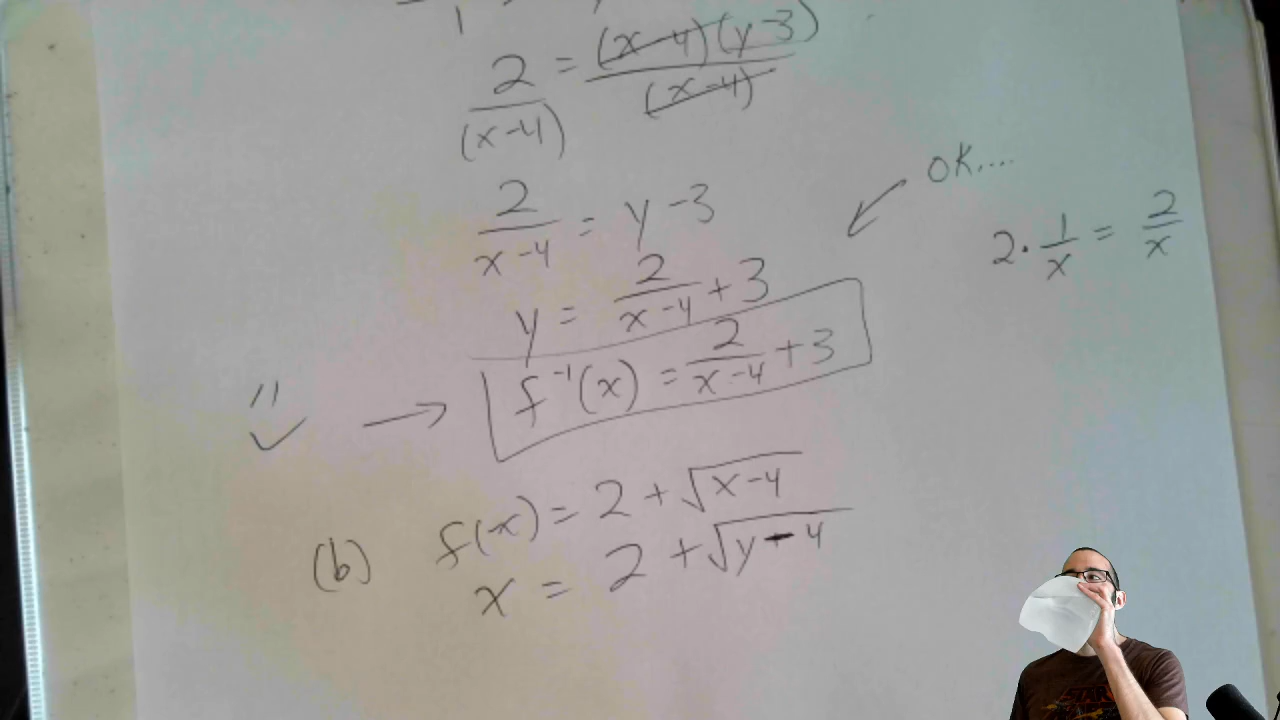 2/(x-4) = (x-4)(y-3)/(x-4)
OK....
2/x-4 = y-3
2·1/x = 2/x
y = 2/x-4 + 3
f⁻¹(x) = 2/x-4 + 3
(b) f(x) = 2 + √x-4
x = 2 + √y-4
STAR